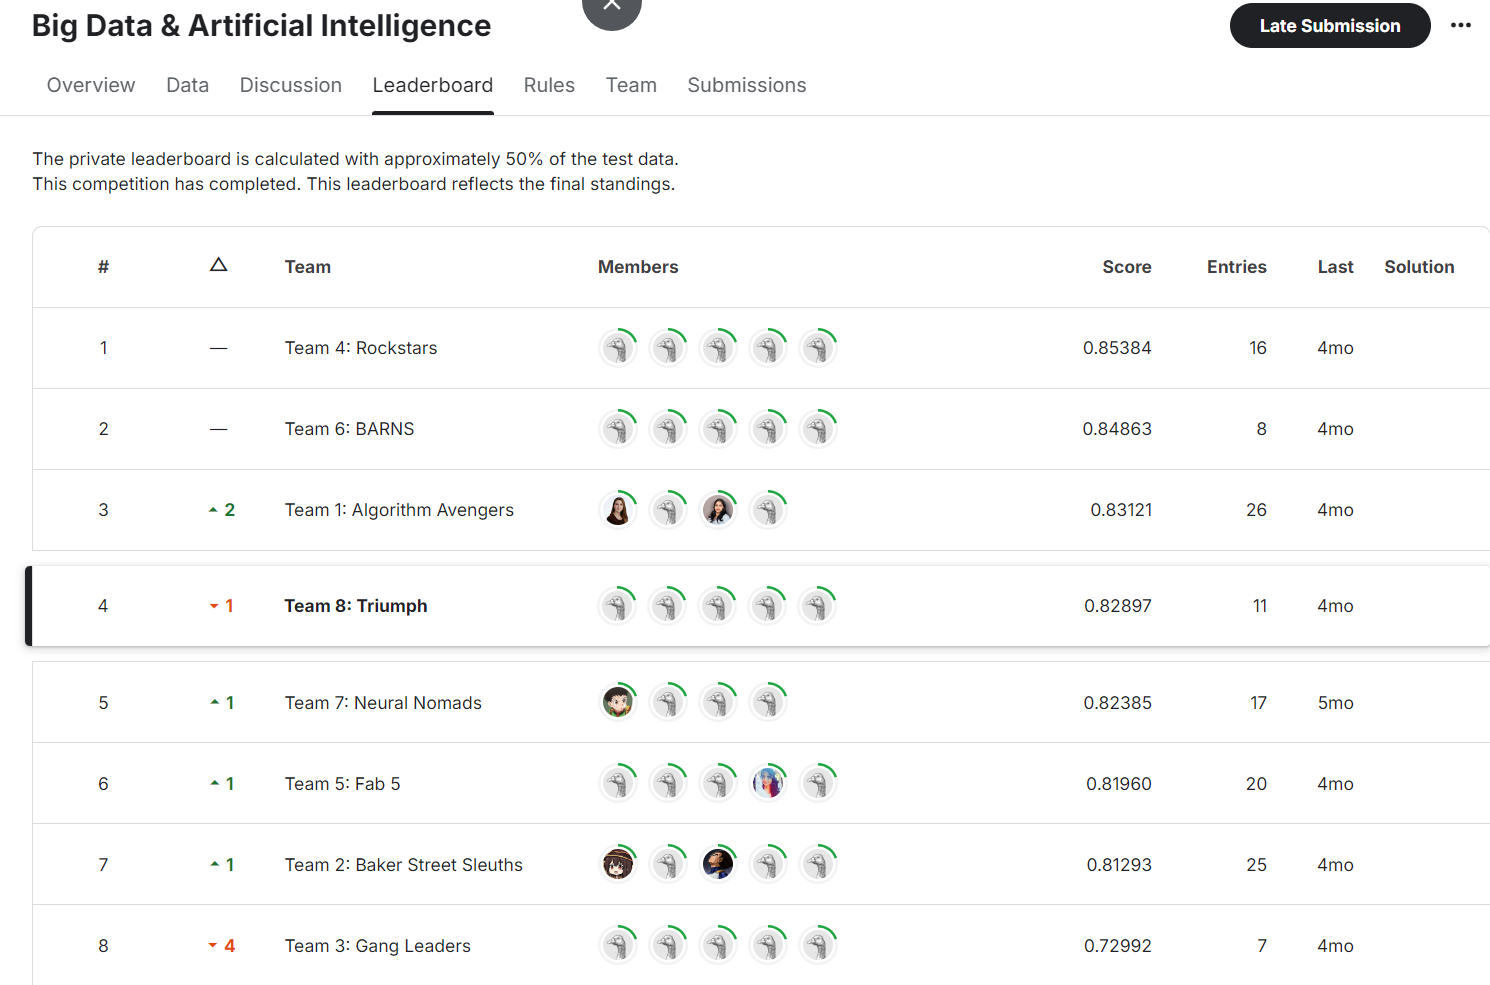 Big Data & Artificial Intelligence
Late Submission
Overview Data Discussion Leaderboard Rules Team Submissions
The private leaderboard is calculated with approximately 50% of the test data.
This competition has completed. This leaderboard reflects the final standings.
# △ Team Members Score Entries Last Solution
1 — Team 4: Rockstars 0.85384 16 4mo
2 — Team 6: BARNS 0.84863 8 4mo
3 2 Team 1: Algorithm Avengers 0.83121 26 4mo
4 1 Team 8: Triumph 0.82897 11 4mo
5 1 Team 7: Neural Nomads 0.82385 17 5mo
6 1 Team 5: Fab 5 0.81960 20 4mo
7 1 Team 2: Baker Street Sleuths 0.81293 25 4mo
8 4 Team 3: Gang Leaders 0.72992 7 4mo